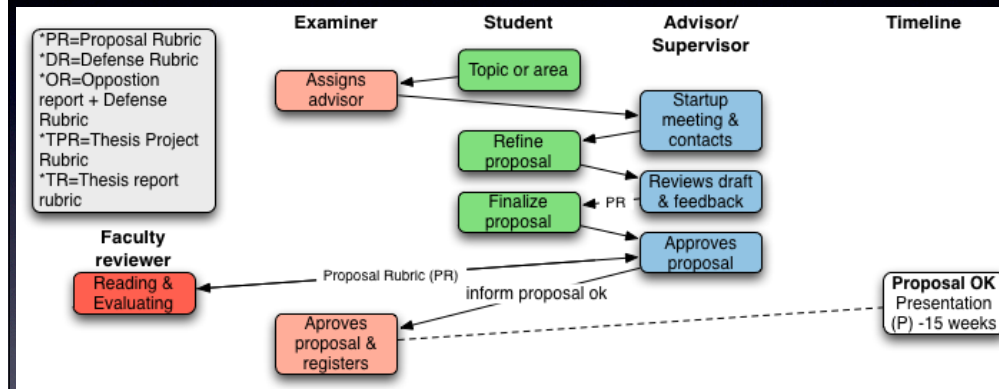 Examiner
Student
Advisor/
Supervisor
Timeline
*PR=Proposal Rubric
*DR=Defense Rubric
*OR=Oppostion
report + Defense
Rubric
*TPR=Thesis Project
Rubric
*TR=Thesis report
rubric
Topic or area
Assigns
advisor
Startup
meeting &
contacts
Refine
proposal
Reviews draft
& feedback
PR
Finalize
proposal
Approves
proposal
Faculty
reviewer
Reading &
Evaluating
Proposal Rubric (PR)
inform proposal ok
Aproves
proposal &
registers
Proposal OK
Presentation
(P) -15 weeks